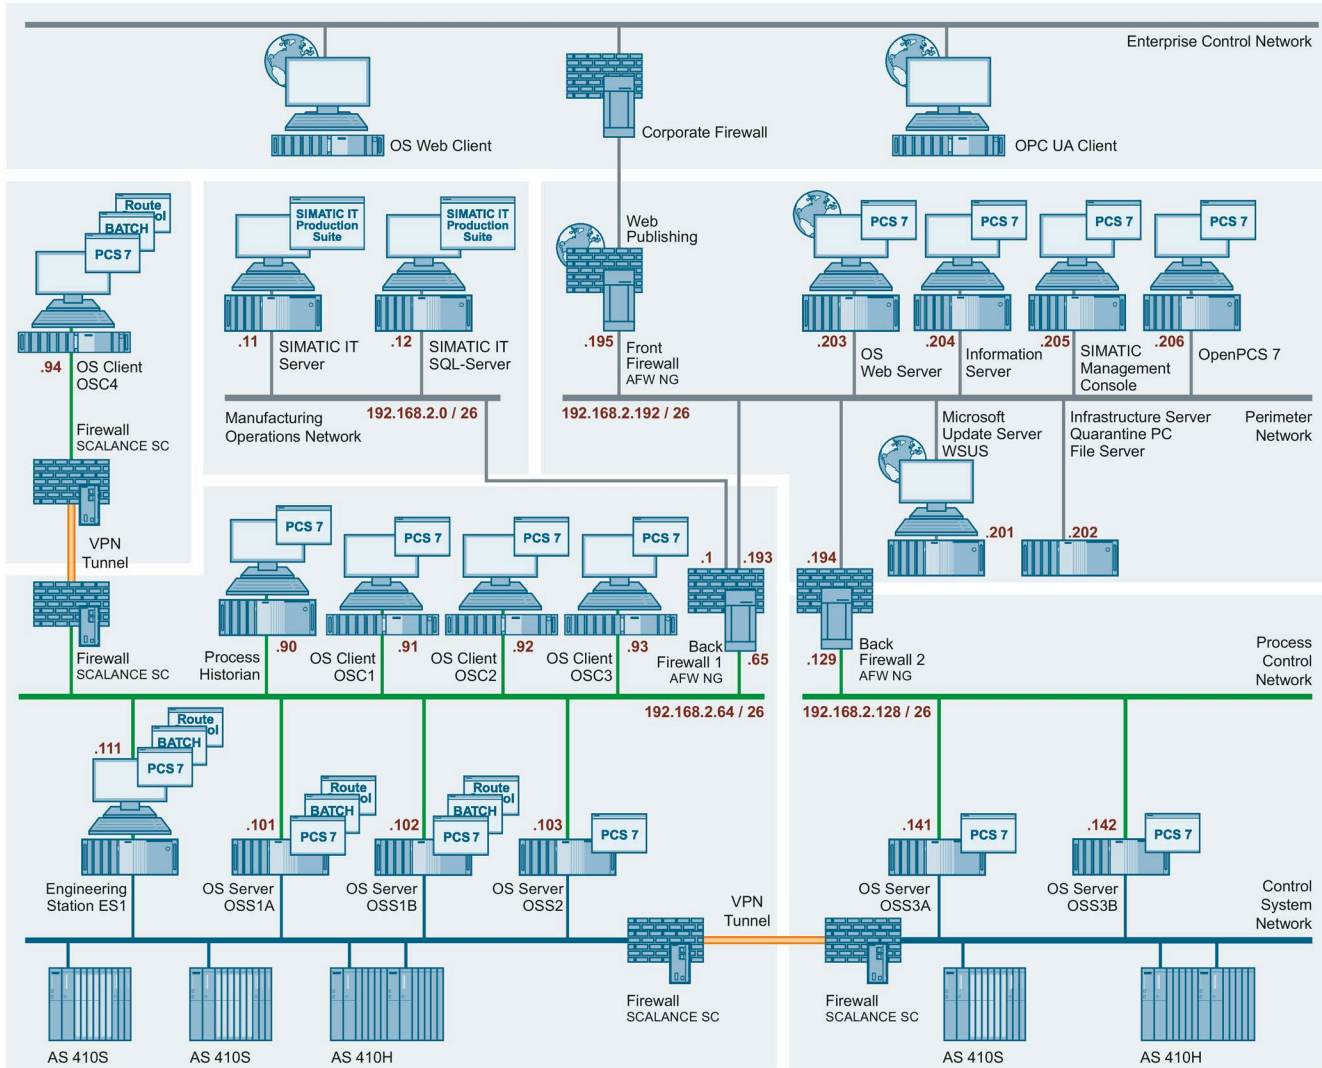 Enterprise Control Network
OS Web Client
Corporate Firewall
OPC UA Client
Route
ol
BATCH
PCS 7
.94
OS Client
OSC4
Firewall
SCALANCE SC
VPN
Tunnel
Firewall
SCALANCE SC
SIMATIC IT
Production
Suite
.11
SIMATIC IT
Server
SIMATIC IT
Production
Suite
.12
SIMATIC IT
SQL-Server
Manufacturing
Operations Network
192.168.2.0 / 26
Web
Publishing
.195
Front
Firewall
AFW NG
PCS 7
.203
OS
Web Server
PCS 7
.204
Information
Server
PCS 7
.205
SIMATIC
Management
Console
PCS 7
.206
OpenPCS 7
192.168.2.192 / 26
Perimeter
Network
Microsoft
Update Server
WSUS
.201
Infrastructure Server
Quarantine PC
File Server
.202
PCS 7
.90
Process
Historian
PCS 7
.91
OS Client
OSC1
PCS 7
.92
OS Client
OSC2
PCS 7
.93
OS Client
OSC3
.1
.193
Back
Firewall 1
AFW NG
.65
.194
.129
Back
Firewall 2
AFW NG
Process
Control
Network
192.168.2.64 / 26
192.168.2.128 / 26
Route
ol
BATCH
PCS 7
.111
Engineering
Station ES1
Route
ol
BATCH
PCS 7
.101
OS Server
OSS1A
Route
ol
BATCH
PCS 7
.102
OS Server
OSS1B
PCS 7
.103
OS Server
OSS2
PCS 7
.141
OS Server
OSS3A
PCS 7
.142
OS Server
OSS3B
Control
System
Network
VPN
Tunnel
Firewall
SCALANCE SC
Firewall
SCALANCE SC
AS 410S
AS 410S
AS 410H
AS 410S
AS 410H